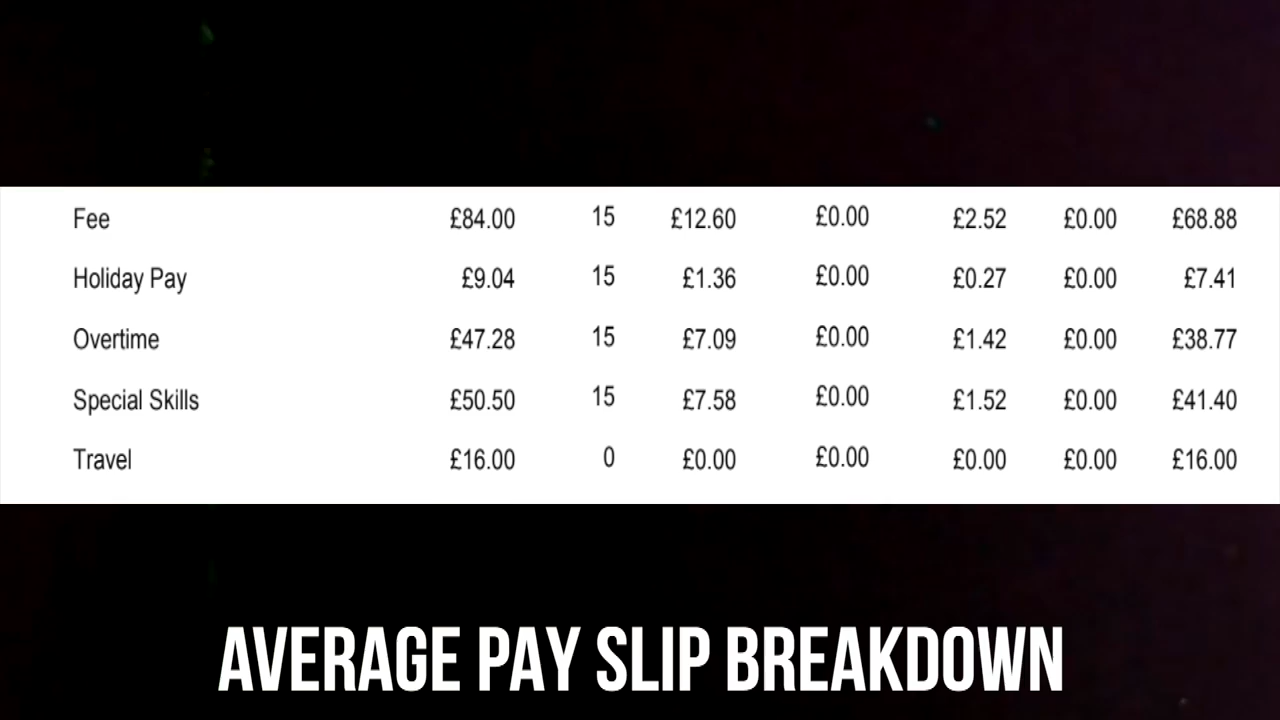 Fee £84.00 15 £12.60 £0.00 £2.52 £0.00 £68.88
Holiday Pay £9.04 15 £1.36 £0.00 £0.27 £0.00 £7.41
Overtime £47.28 15 £7.09 £0.00 £1.42 £0.00 £38.77
Special Skills £50.50 15 £7.58 £0.00 £1.52 £0.00 £41.40
Travel £16.00 0 £0.00 £0.00 £0.00 £0.00 £16.00
AVERAGE PAY SLIP BREAKDOWN